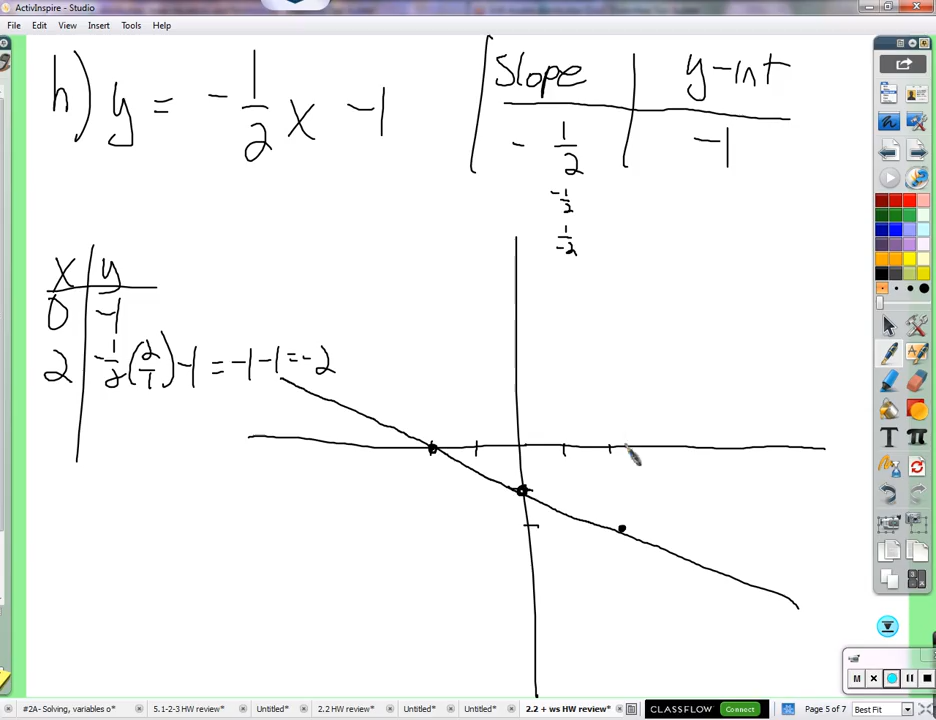 ActivInspire - Studio
File Edit View Insert Tools Help
h) y = - 1/2 x - 1
Slope | y-int
- 1/2 | -1
-1/2
1/-2
x | y
0 | -1
2 | -1/2 (2/1) - 1 = -1 - 1 = -2
#2A- Solving, variables o* 5.1-2-3 HW review* Untitled* 2.2 HW review* Untitled* Untitled* 2.2 + ws HW review* CLASSFLOW Connect Page 5 of 7 Best Fit